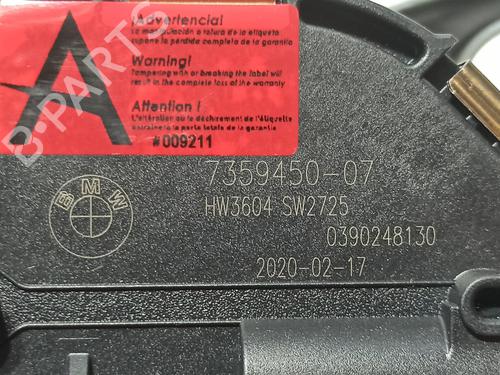 ¡Advertencia!
La manipulación o rotura de la etiqueta
supone la pérdida completa de la garantía
Warning!
Tampering with or breaking the label will
result in the complete loss of the warranty
Attention !
L'altération ou le déchirement de l'étiquette
entraînera la perte totale de la garantie
#009211
A
B-PARTS
BMW
7359450-07
HW3604 SW2725
0390248130
2020-02-17